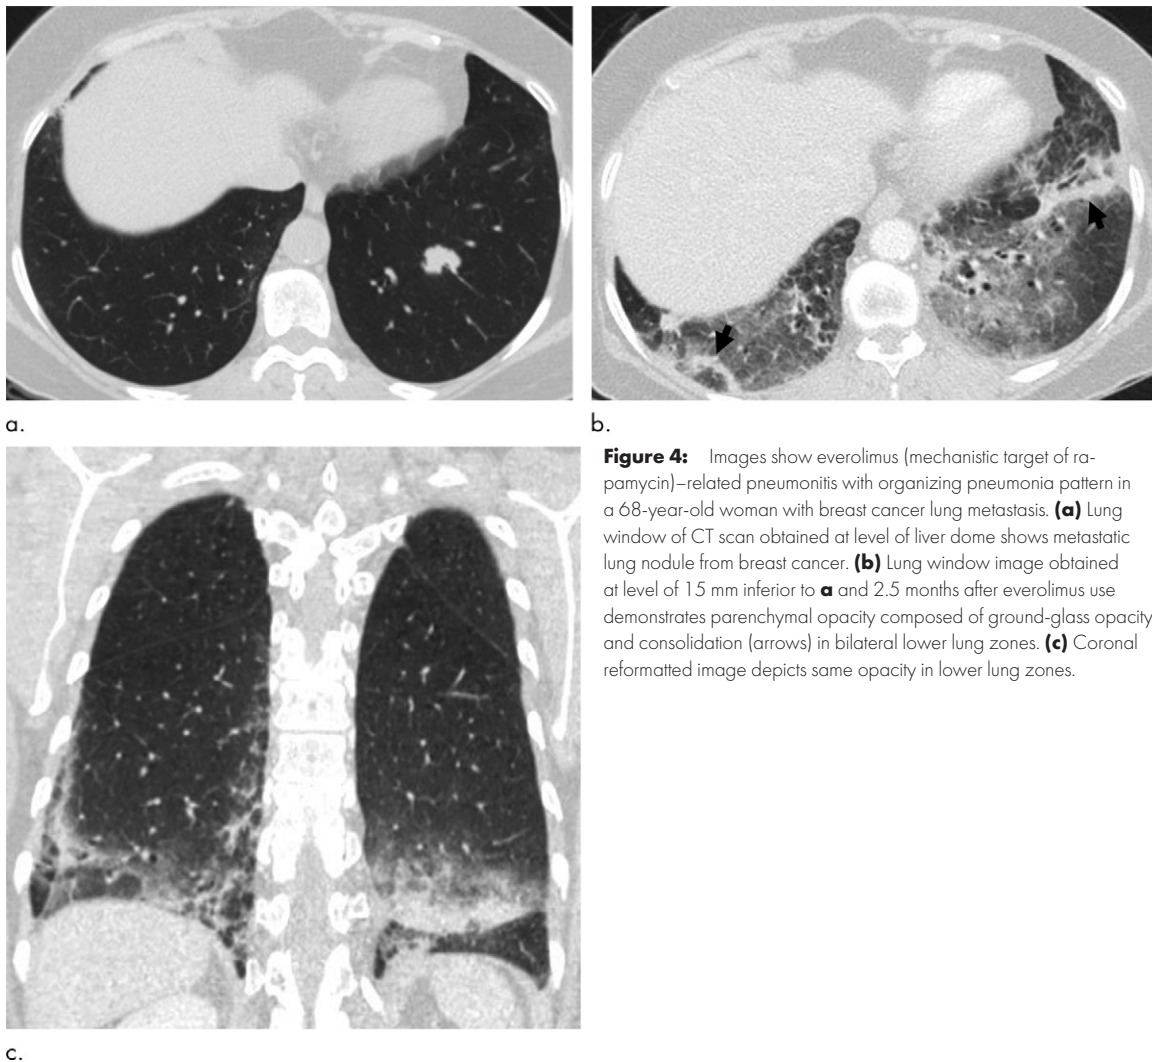 a.
b.
Figure 4: Images show everolimus (mechanistic target of ra-
pamycin)–related pneumonitis with organizing pneumonia pattern in
a 68-year-old woman with breast cancer lung metastasis. (a) Lung
window of CT scan obtained at level of liver dome shows metastatic
lung nodule from breast cancer. (b) Lung window image obtained
at level of 15 mm inferior to a and 2.5 months after everolimus use
demonstrates parenchymal opacity composed of ground-glass opacity
and consolidation (arrows) in bilateral lower lung zones. (c) Coronal
reformatted image depicts same opacity in lower lung zones.
c.